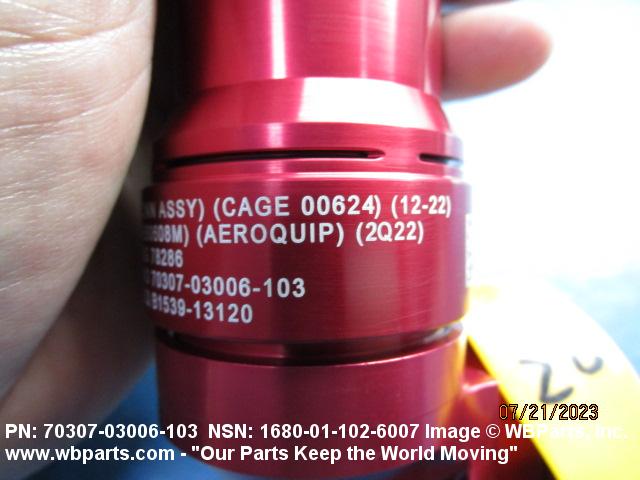 ASSY) (CAGE 00624) (12-22)
(AEROQUIP) (2Q22)
78286
70307-03006-103
B1539-13120
07/21/2023
PN: 70307-03006-103 NSN: 1680-01-102-6007 Image © WBParts, Inc.
www.wbparts.com - "Our Parts Keep the World Moving"